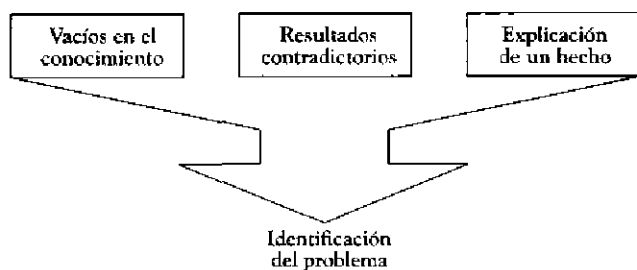 Vacíos en el
conocimiento
Resultados
contradictorios
Explicación
de un hecho
Identificación
del problema